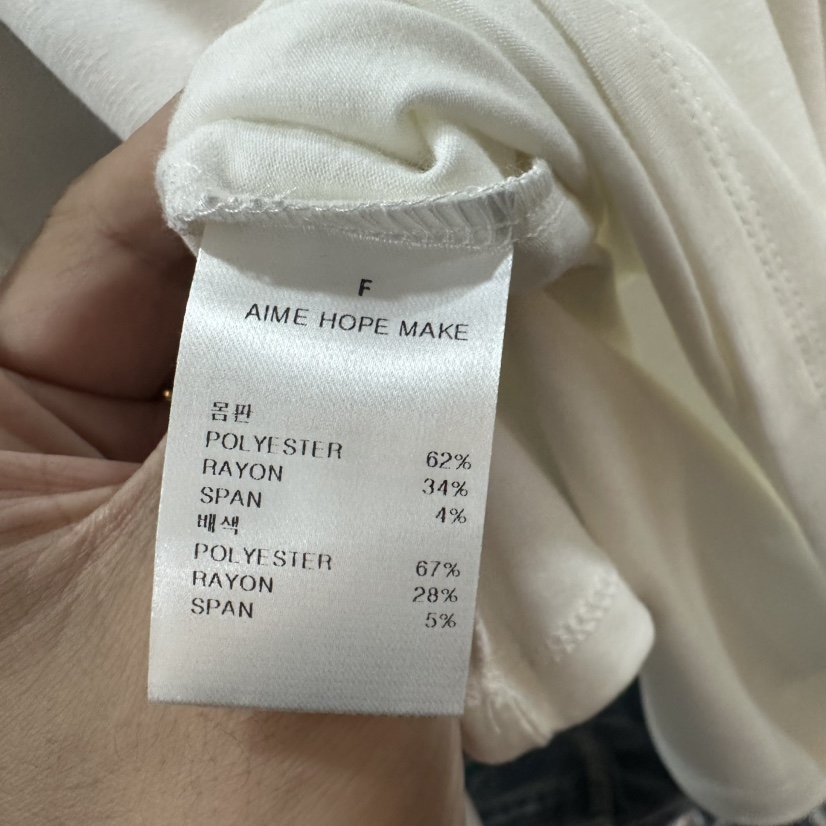 F
AIME HOPE MAKE
몸판
POLYESTER 62%
RAYON 34%
SPAN 4%
배색
POLYESTER 67%
RAYON 28%
SPAN 5%